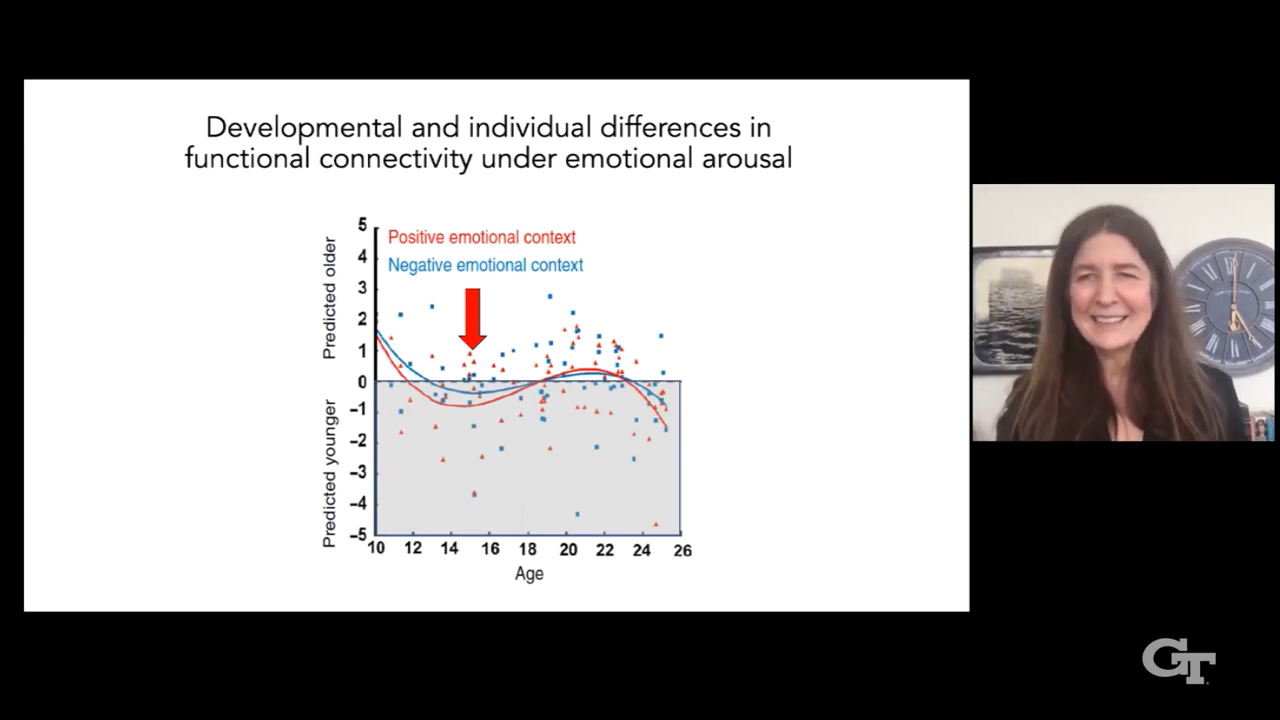 Developmental and individual differences in
functional connectivity under emotional arousal
Predicted older
Predicted younger
5
4
3
2
1
0
–1
–2
–3
–4
–5
Positive emotional context
Negative emotional context
10 12 14 16 18 20 22 24 26
Age
GT